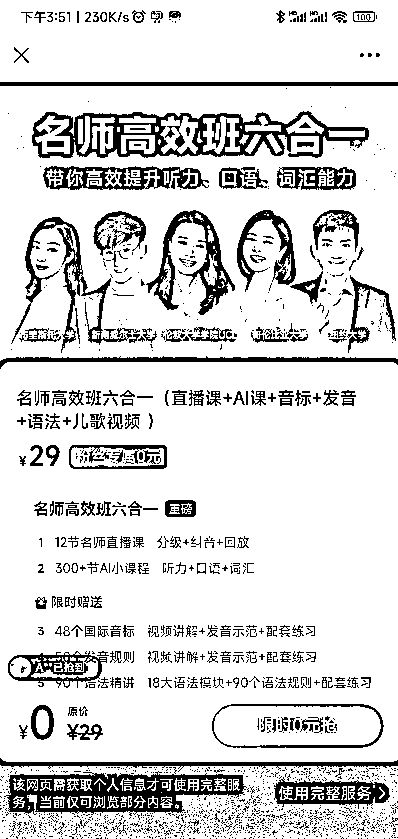 下午3:51 | 230K/s
100
名师高效班六合一
带你高效提升听力、口语、词汇能力
伦敦大学学院UCL
名师高效班六合一（直播课+AI课+音标+发音
+语法+儿歌视频 ）
¥29 粉丝专属0元
名师高效班六合一 重磅
1 12节名师直播课 分级+纠音+回放
2 300+节AI小课程 听力+口语+词汇
限时赠送
3 48个国际音标 视频讲解+发音示范+配套练习
发音规则 视频讲解+发音示范+配套练习
已抢到
5 90个语法精讲 18大语法模块+90个语法规则+配套练习
¥0 原价 ¥29
限时0元抢
该网页需获取个人信息才可使用完整服
务，当前仅可浏览部分内容。
使用完整服务